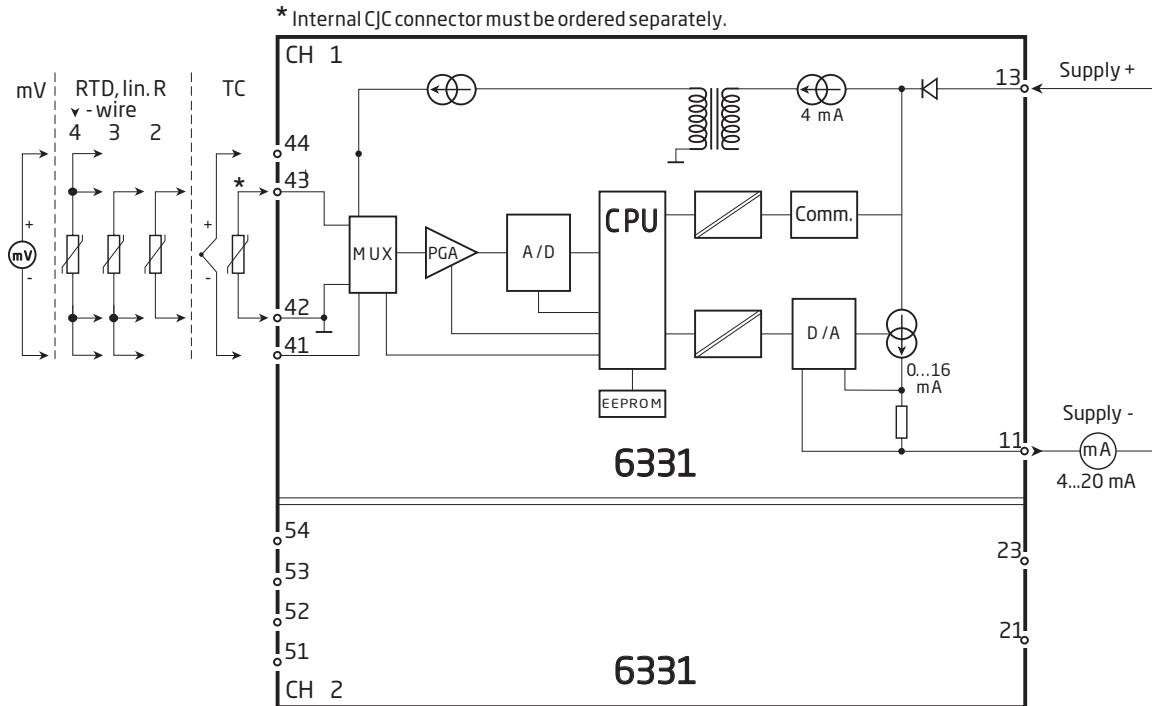 * Internal CJC connector must be ordered separately.
CH 1
mV
RTD, lin. R
- wire
4 3 2
TC
44
43
*
42
41
+
mV
-
+
-
MUX
PGA
A/D
CPU
EEPROM
Comm.
D/A
4 mA
0...16
mA
13
Supply +
Supply -
11
mA
4...20 mA
6331
54
53
52
51
23
21
6331
CH 2